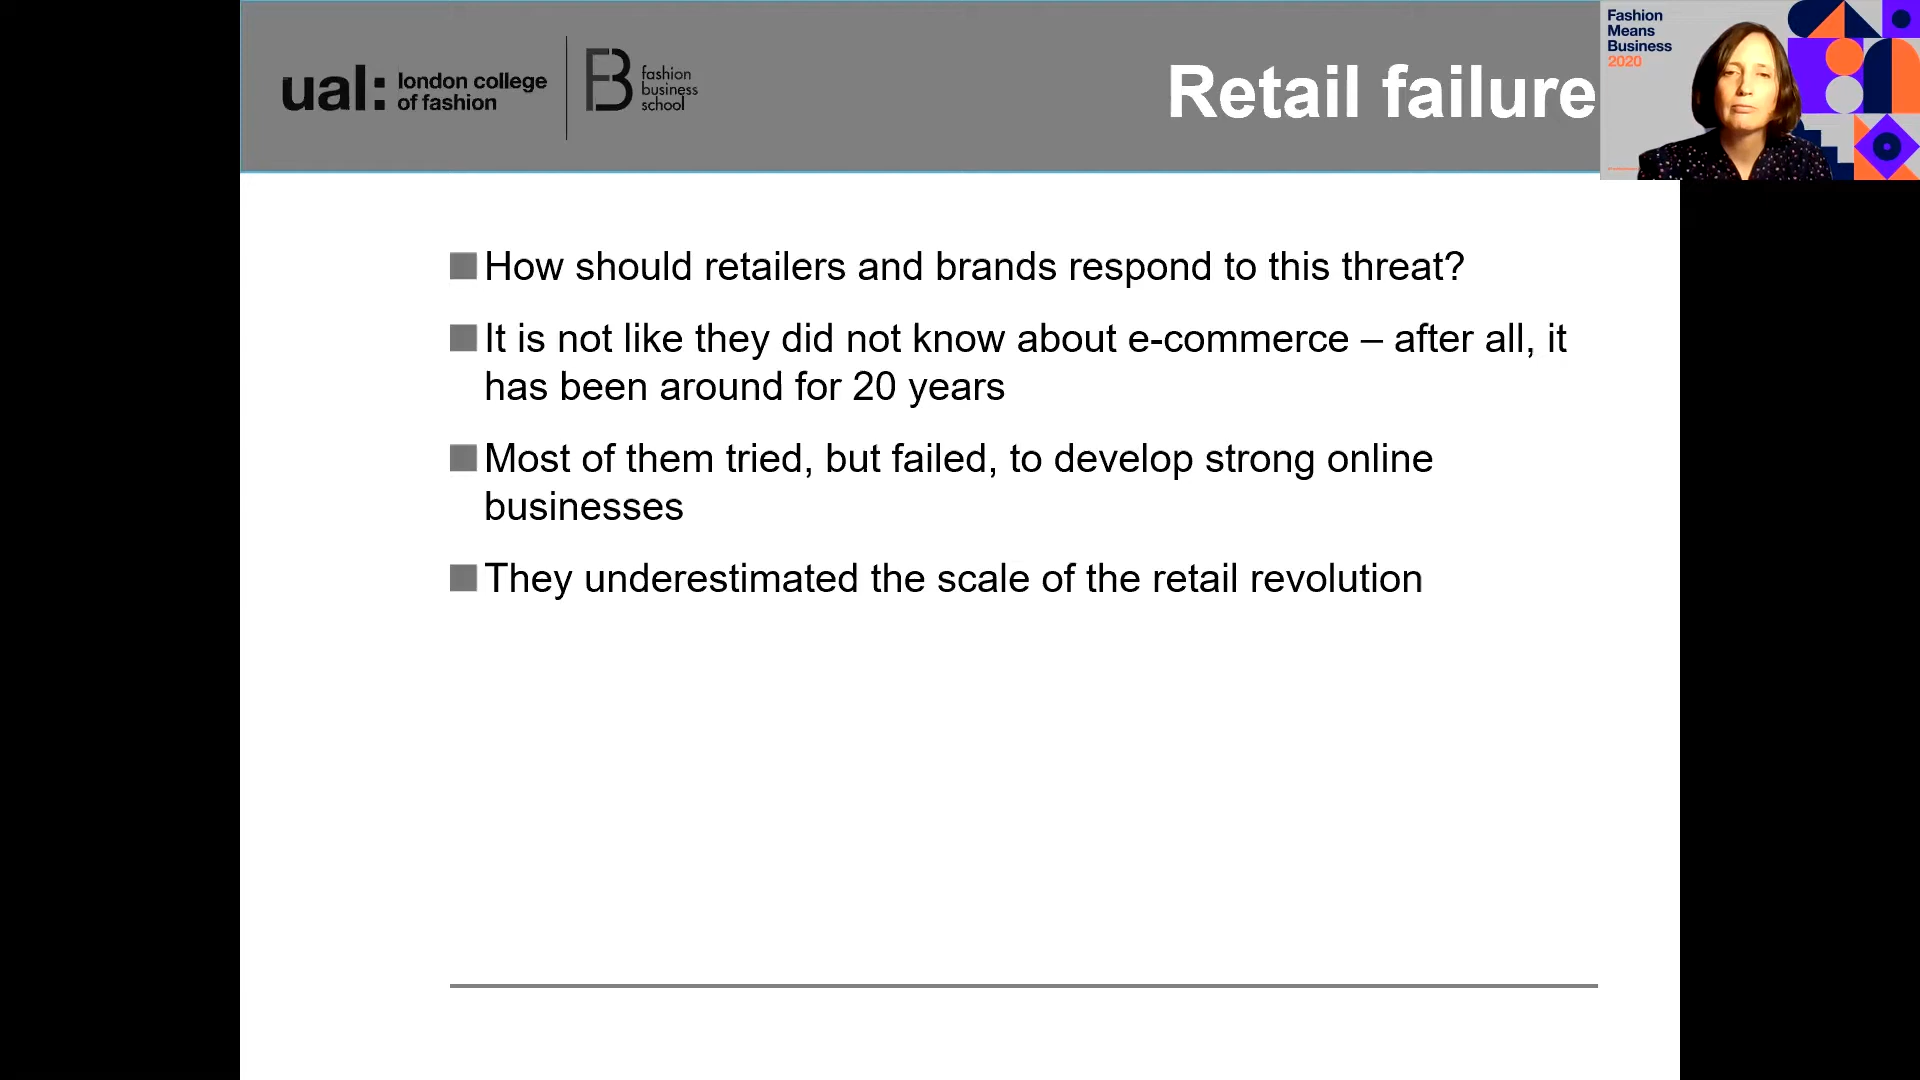 ual: london college
of fashion
FB fashion
business
school
Retail failure
Fashion
Means
Business
2020
How should retailers and brands respond to this threat?
It is not like they did not know about e-commerce – after all, it
has been around for 20 years
Most of them tried, but failed, to develop strong online
businesses
They underestimated the scale of the retail revolution